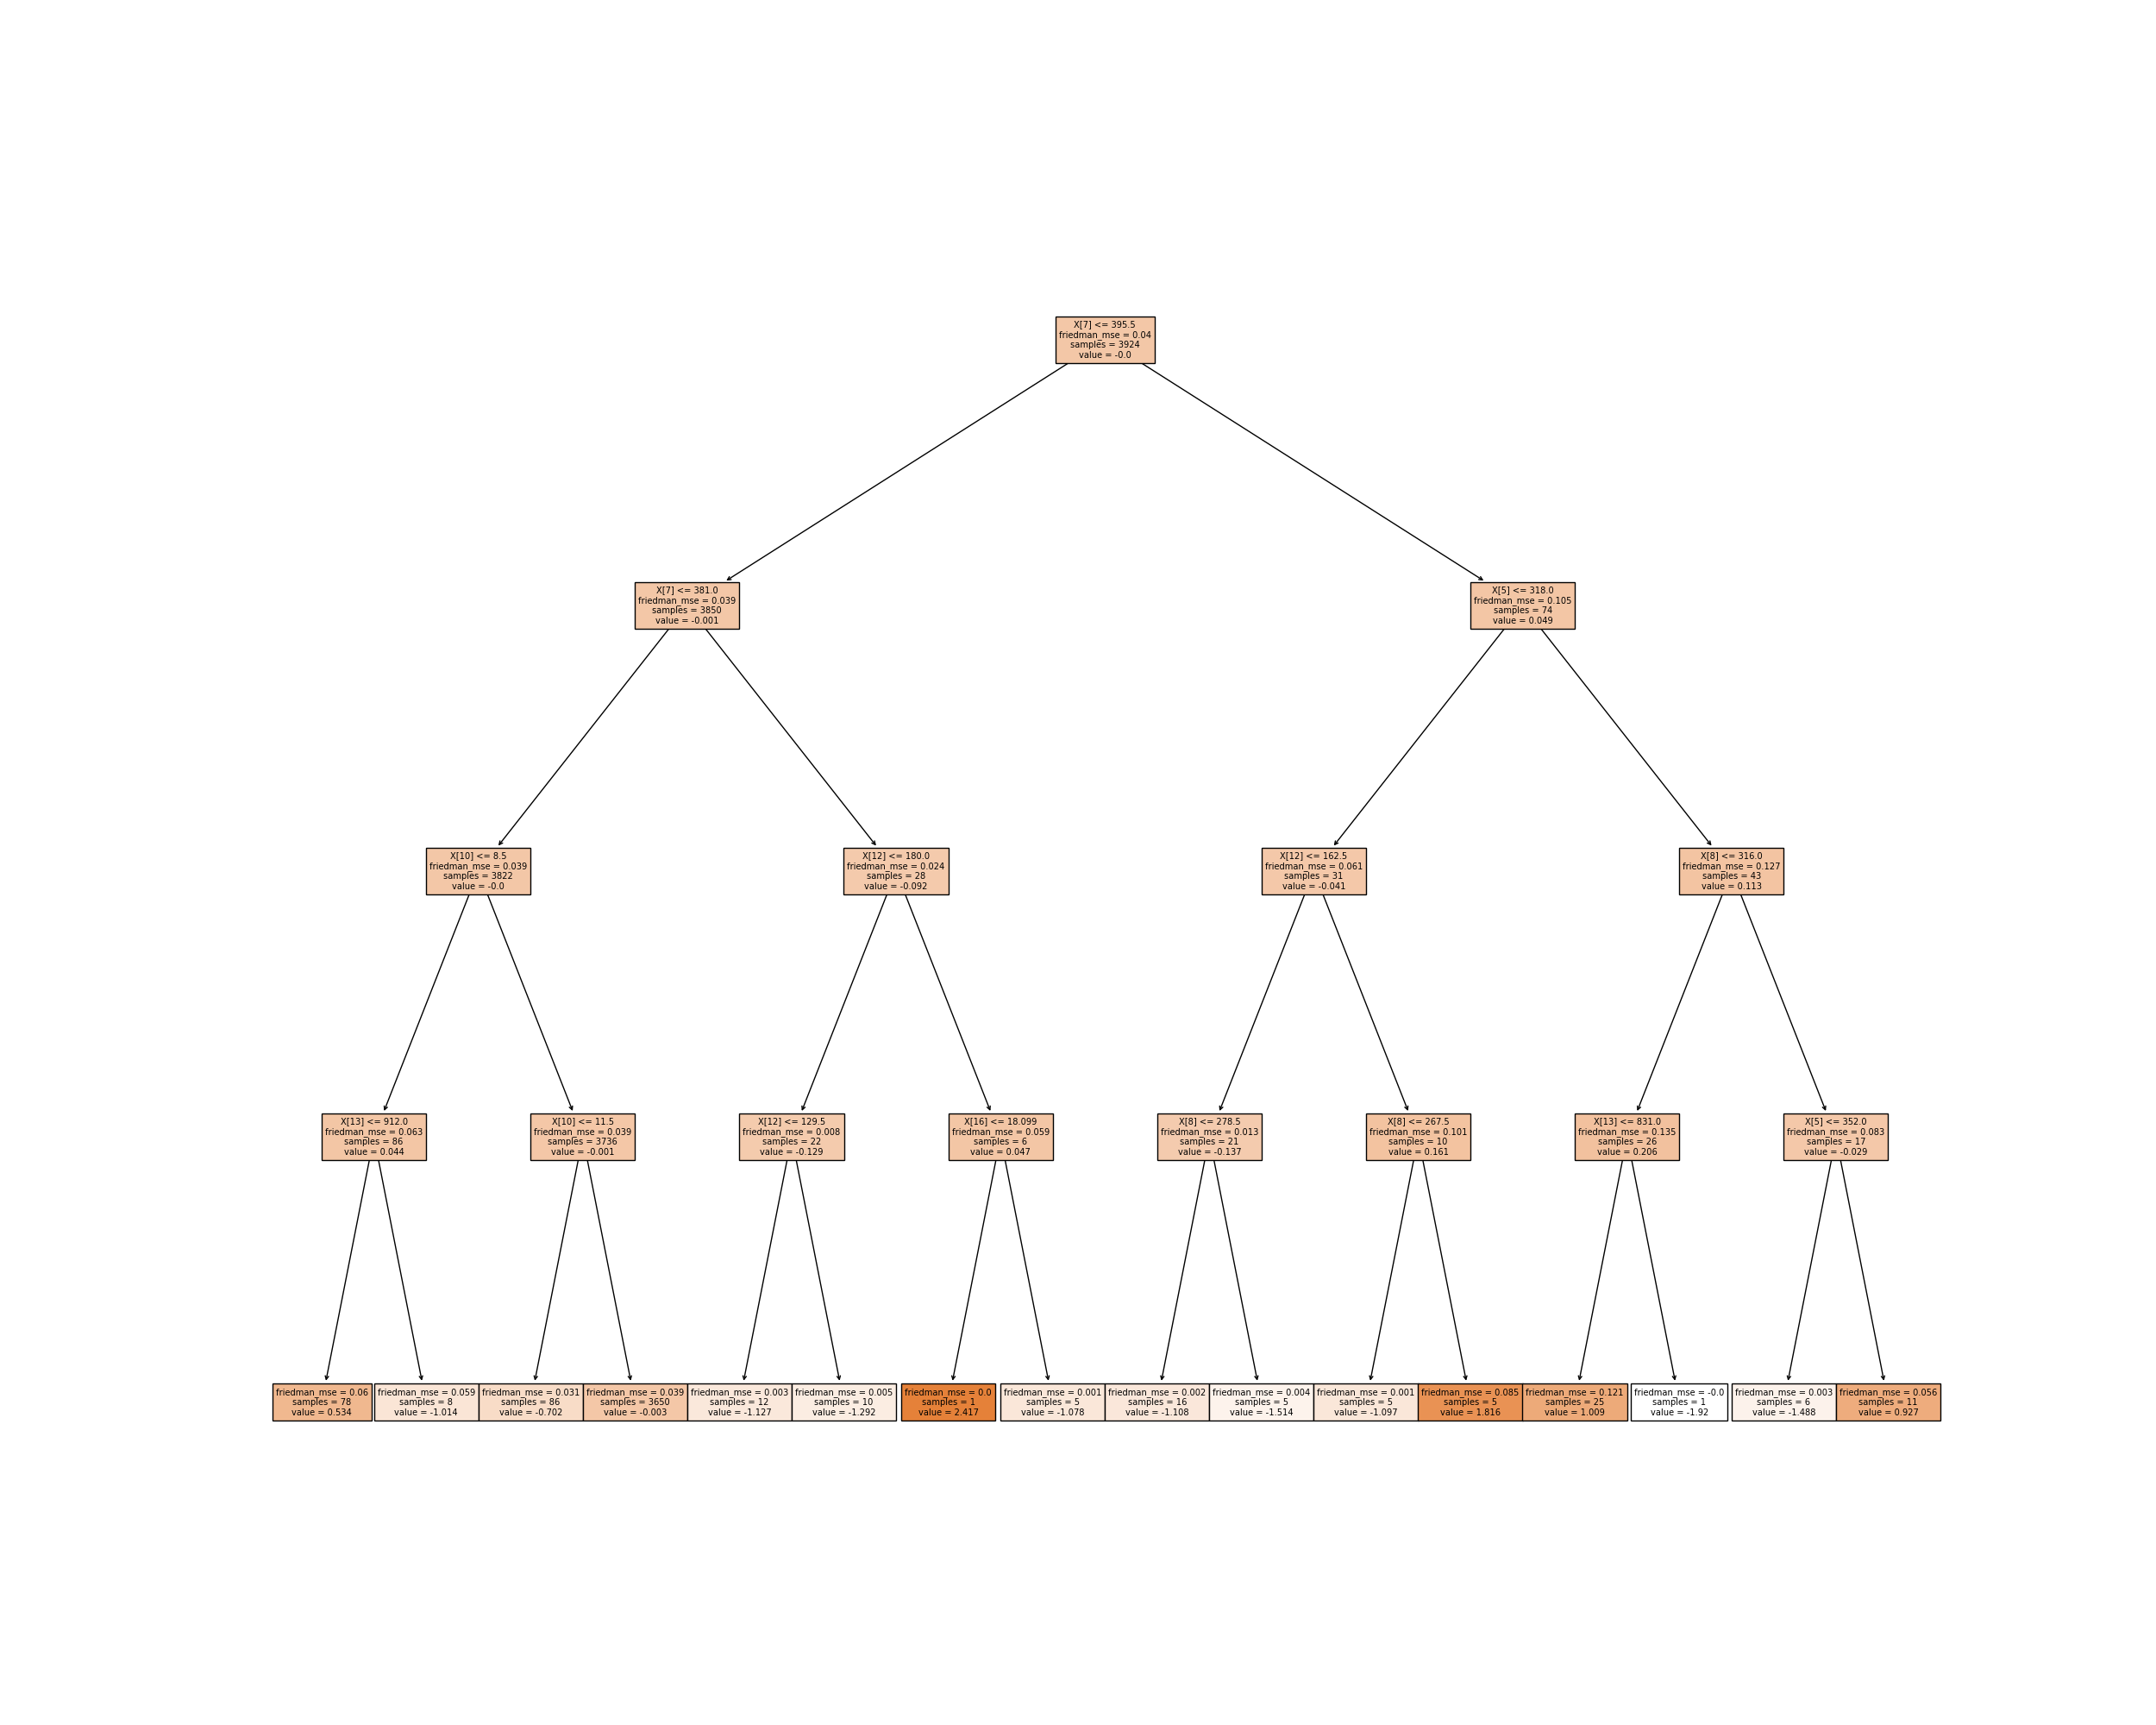 X[7] <= 395.5
friedman_mse = 0.04
samples = 3924
value = -0.0
X[7] <= 381.0
friedman_mse = 0.039
samples = 3850
value = -0.001
X[5] <= 318.0
friedman_mse = 0.105
samples = 74
value = 0.049
X[10] <= 8.5
friedman_mse = 0.039
samples = 3822
value = -0.0
X[12] <= 180.0
friedman_mse = 0.024
samples = 28
value = -0.092
X[12] <= 162.5
friedman_mse = 0.061
samples = 31
value = -0.041
X[8] <= 316.0
friedman_mse = 0.127
samples = 43
value = 0.113
X[13] <= 912.0
friedman_mse = 0.063
samples = 86
value = 0.044
X[10] <= 11.5
friedman_mse = 0.039
samples = 3736
value = -0.001
X[12] <= 129.5
friedman_mse = 0.008
samples = 22
value = -0.129
X[16] <= 18.099
friedman_mse = 0.059
samples = 6
value = 0.047
X[8] <= 278.5
friedman_mse = 0.013
samples = 21
value = -0.137
X[8] <= 267.5
friedman_mse = 0.101
samples = 10
value = 0.161
X[13] <= 831.0
friedman_mse = 0.135
samples = 26
value = 0.206
X[5] <= 352.0
friedman_mse = 0.083
samples = 17
value = -0.029
friedman_mse = 0.06
samples = 78
value = 0.534
friedman_mse = 0.059
samples = 8
value = -1.014
friedman_mse = 0.031
samples = 86
value = -0.702
friedman_mse = 0.039
samples = 3650
value = -0.003
friedman_mse = 0.003
samples = 12
value = -1.127
friedman_mse = 0.005
samples = 10
value = -1.292
friedman_mse = 0.0
samples = 1
value = 2.417
friedman_mse = 0.001
samples = 5
value = -1.078
friedman_mse = 0.002
samples = 16
value = -1.108
friedman_mse = 0.004
samples = 5
value = -1.514
friedman_mse = 0.001
samples = 5
value = -1.097
friedman_mse = 0.085
samples = 5
value = 1.816
friedman_mse = 0.121
samples = 25
value = 1.009
friedman_mse = -0.0
samples = 1
value = -1.92
friedman_mse = 0.003
samples = 6
value = -1.488
friedman_mse = 0.056
samples = 11
value = 0.927